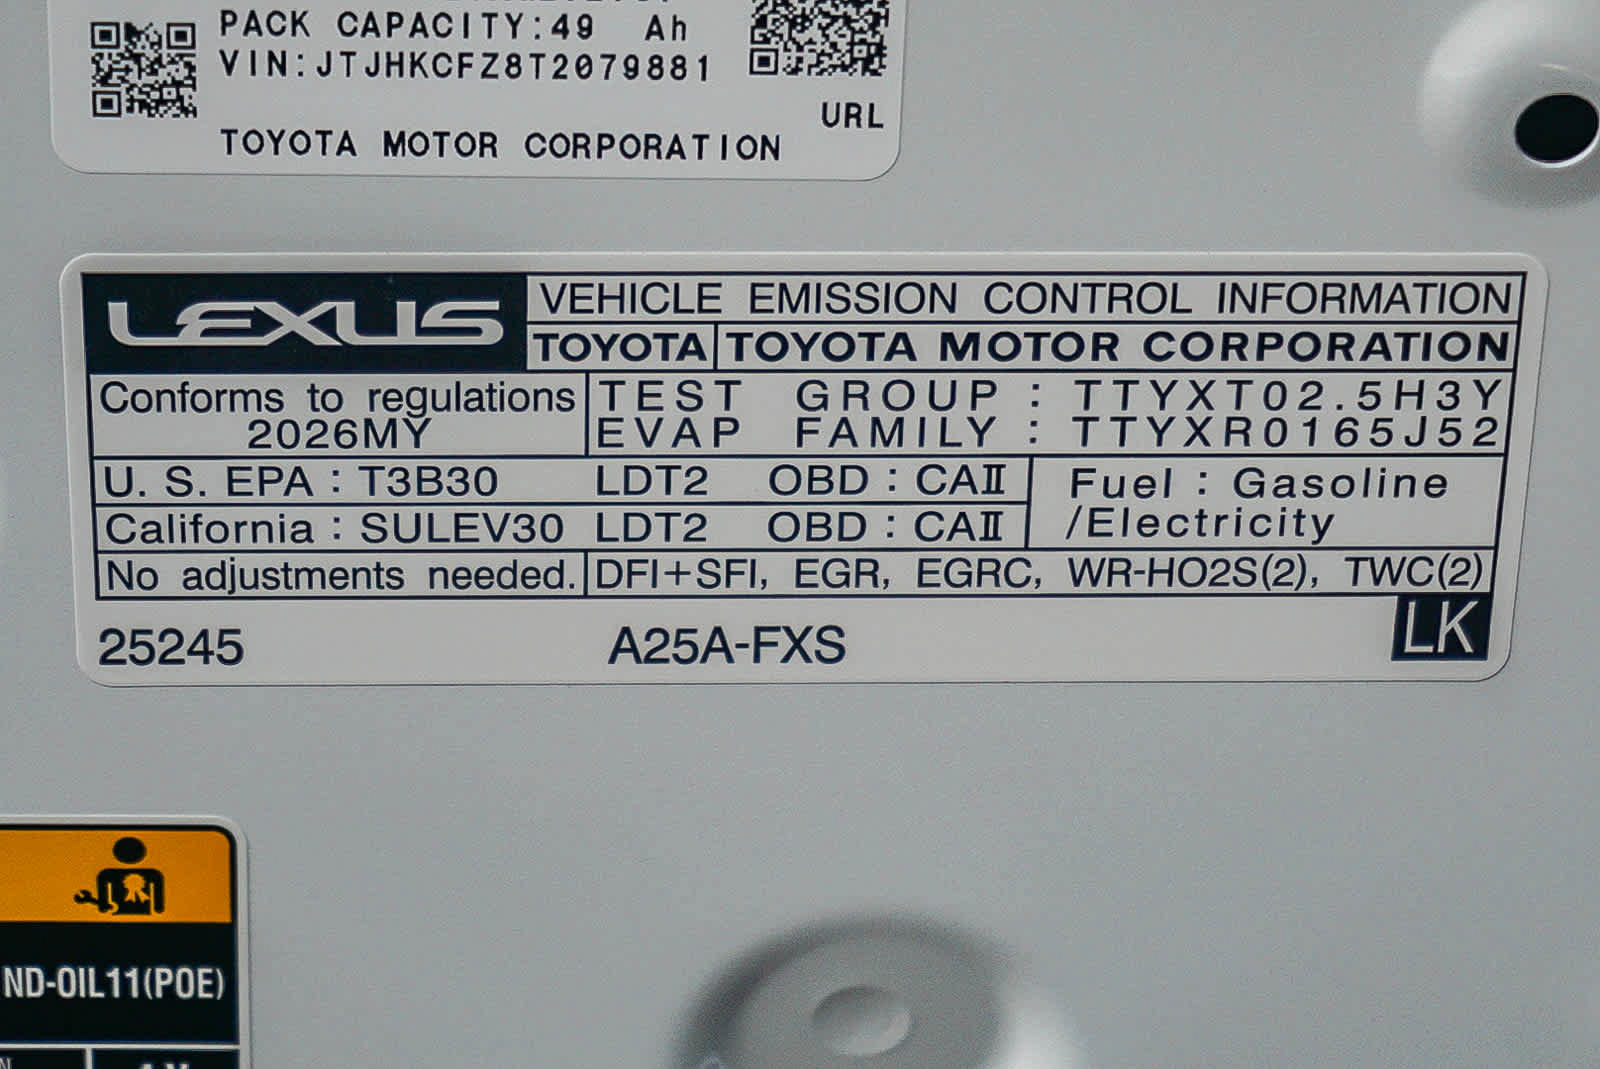 PACK CAPACITY:49 Ah
VIN:JTJHKCFZ8T2079881
URL
TOYOTA MOTOR CORPORATION
LEXUS
VEHICLE EMISSION CONTROL INFORMATION
TOYOTA TOYOTA MOTOR CORPORATION
Conforms to regulations
2026MY
TEST GROUP : TTYXT02.5H3Y
EVAP FAMILY : TTYXR0165J52
U. S. EPA : T3B30 LDT2 OBD : CAⅡ
California : SULEV30 LDT2 OBD : CAⅡ
Fuel : Gasoline
/Electricity
No adjustments needed. DFI+SFI, EGR, EGRC, WR-HO2S(2), TWC(2)
25245 A25A-FXS LK
ND-OIL11(POE)